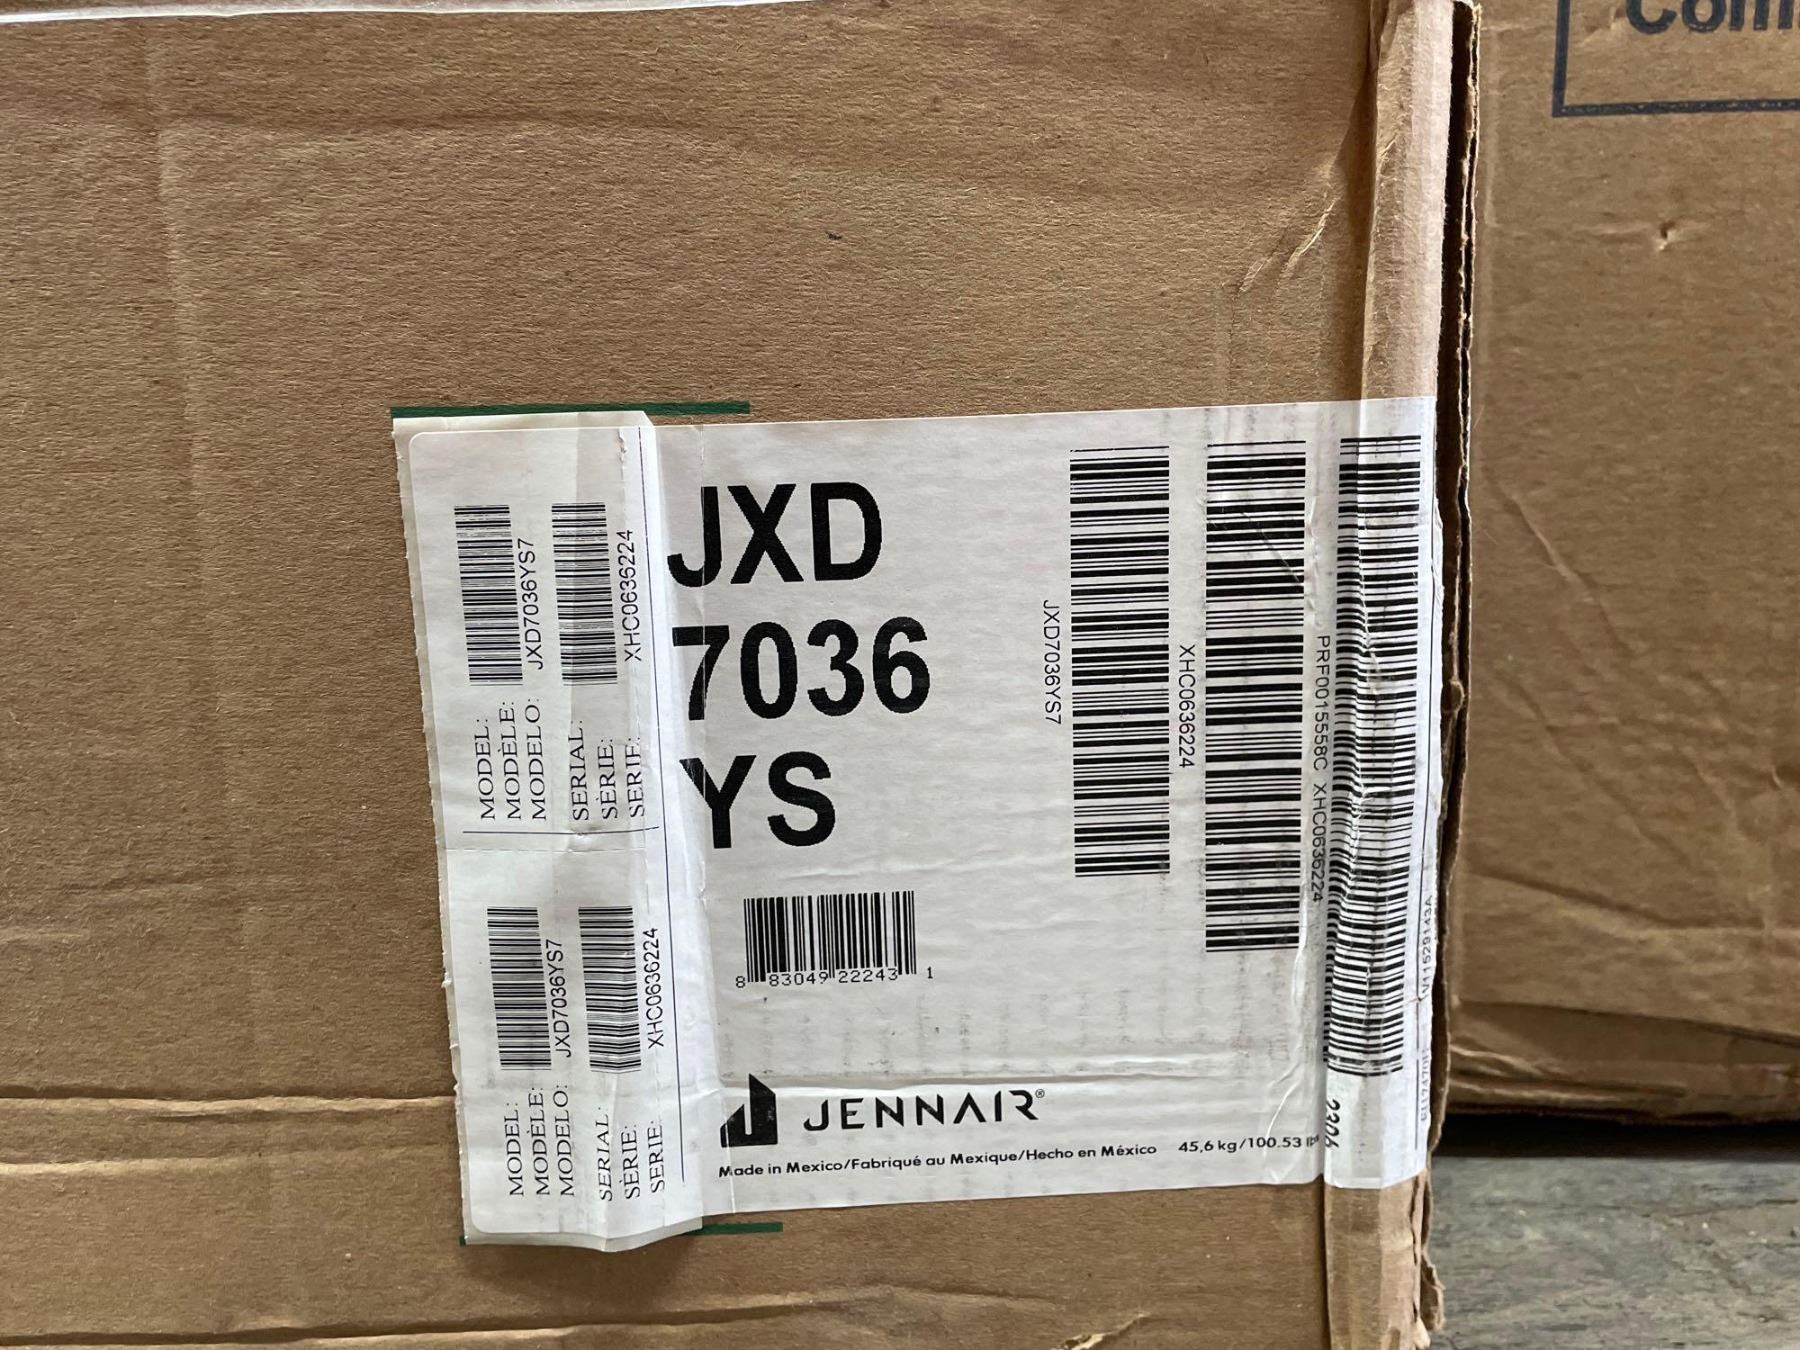 MODEL:
MODÈLE:
MODELO:
JXD7036YS7
SERIAL:
SÈRIE:
SERIE:
XHC0636224
MODEL:
MODÈLE:
MODELO:
JXD7036YS7
SERIAL:
SÈRIE:
SERIE:
XHC0636224
JXD
7036
YS
8 83049 22243 1
JXD7036YS7
XHC0636224
PRF0015558C XHC0636224
JENNAIR®
Made in Mexico/Fabriqué au Mexique/Hecho en México 45,6 kg/100.53
2306